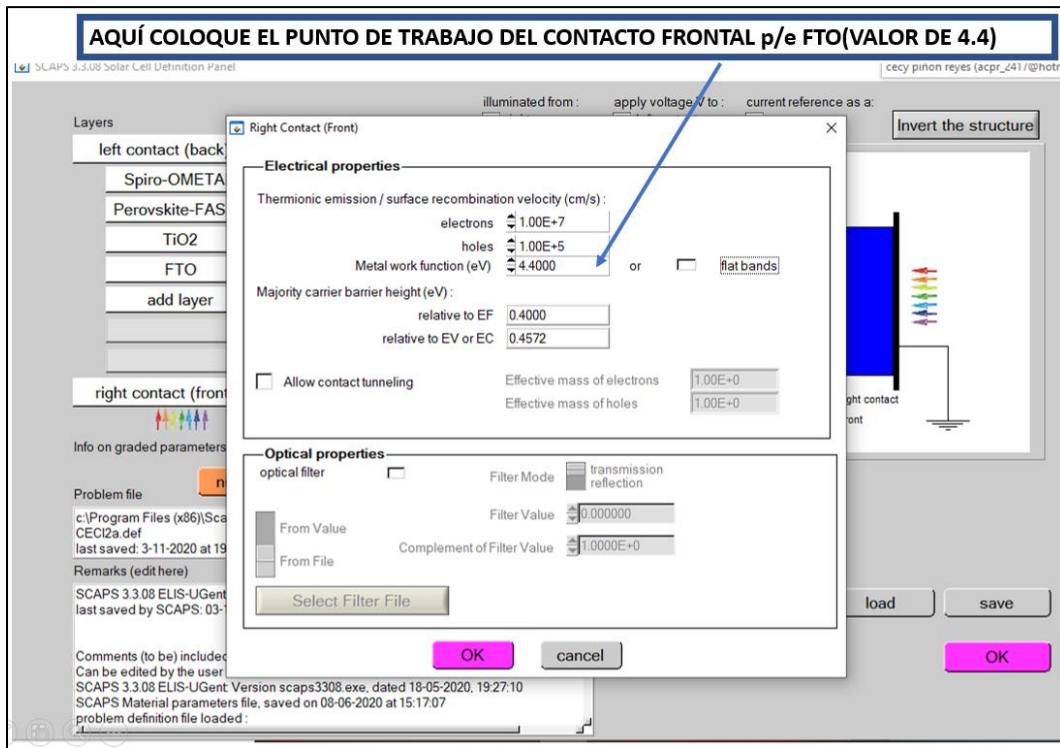 AQUÍ COLOQUE EL PUNTO DE TRABAJO DEL CONTACTO FRONTAL p/e FTO(VALOR DE 4.4)
SCAPS 3.3.08 Solar Cell Definition Panel
cecy piñon reyes (acpr_2417@hotr
illuminated from :
apply voltage V to :
current reference as a:
Invert the structure
Layers
left contact (back)
Spiro-OMETA
Perovskite-FAS
TiO2
FTO
add layer
right contact (front
Info on graded parameters
Problem file
c:\Program Files (x86)\Sca
CECI2a.def
last saved: 3-11-2020 at 19
Remarks (edit here)
SCAPS 3.3.08 ELIS-UGent
last saved by SCAPS: 03-
Comments (to be) include
Can be edited by the user
SCAPS 3.3.08 ELIS-UGent: Version scaps3308.exe, dated 18-05-2020, 19:27:10
SCAPS Material parameters file, saved on 08-06-2020 at 15:17:07
problem definition file loaded :
Right Contact (Front)
Electrical properties
Thermionic emission / surface recombination velocity (cm/s) :
electrons 1.00E+7
holes 1.00E+5
Metal work function (eV) 4.4000 or flat bands
Majority carrier barrier height (eV) :
relative to EF 0.4000
relative to EV or EC 0.4572
Allow contact tunneling
Effective mass of electrons 1.00E+0
Effective mass of holes 1.00E+0
Optical properties
optical filter
Filter Mode transmission
reflection
From Value
From File
Filter Value 0.000000
Complement of Filter Value 1.0000E+0
Select Filter File
OK cancel
ght contact
ront
load save
OK